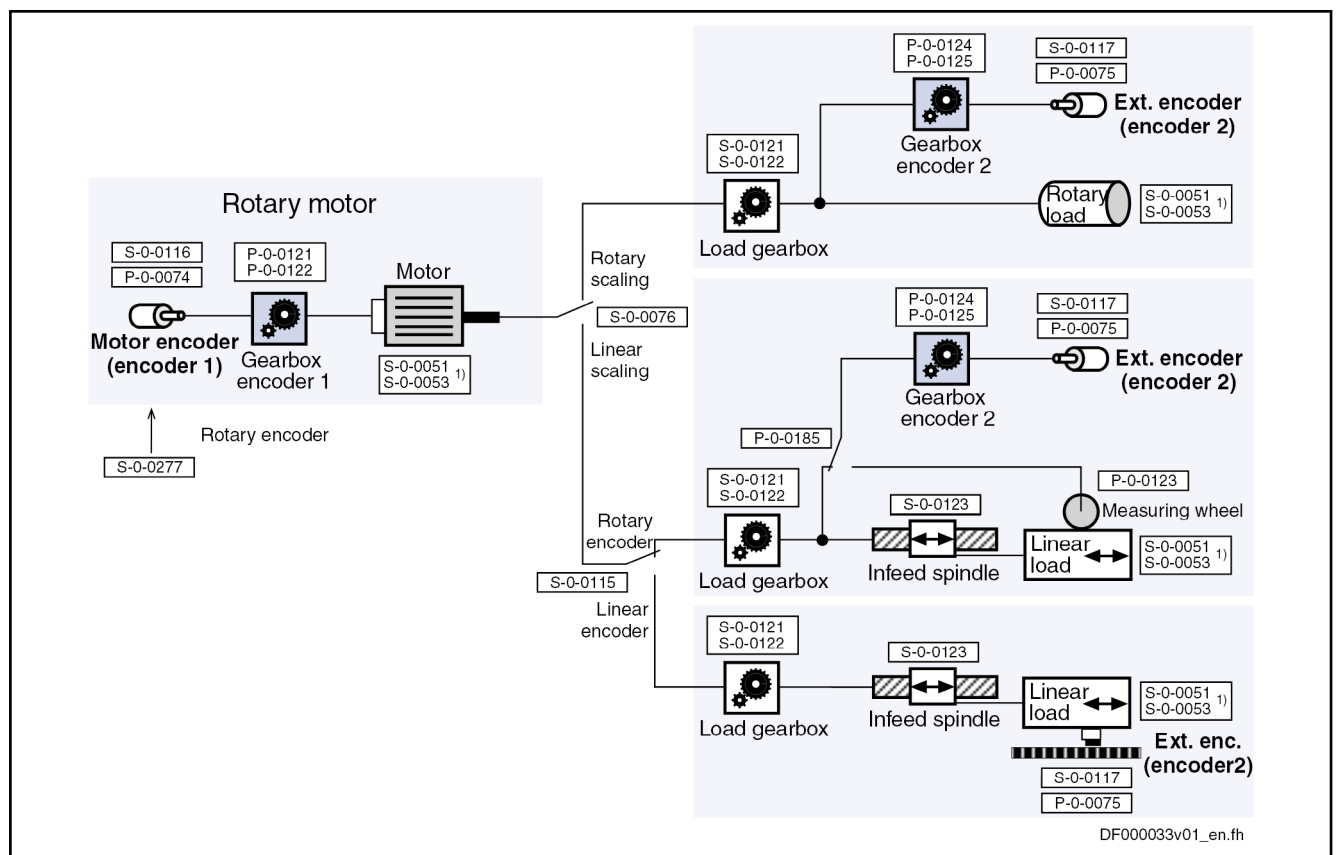 Rotary motor
S-0-0116
P-0-0074
P-0-0121
P-0-0122
Motor
Motor encoder
(encoder 1)
Gearbox
encoder 1
S-0-0051
S-0-0053 1)
Rotary encoder
S-0-0277
Rotary
scaling
S-0-0076
Linear
scaling
Rotary
encoder
S-0-0115
Linear
encoder
P-0-0124
P-0-0125
S-0-0117
P-0-0075
Ext. encoder
(encoder 2)
Gearbox
encoder 2
S-0-0121
S-0-0122
Load gearbox
Rotary
load
S-0-0051
S-0-0053 1)
P-0-0124
P-0-0125
S-0-0117
P-0-0075
Ext. encoder
(encoder 2)
Gearbox
encoder 2
P-0-0185
S-0-0121
S-0-0122
Load gearbox
S-0-0123
Infeed spindle
P-0-0123
Measuring wheel
Linear
load
S-0-0051
S-0-0053 1)
S-0-0121
S-0-0122
Load gearbox
S-0-0123
Infeed spindle
Linear
load
S-0-0051
S-0-0053 1)
Ext. enc.
(encoder2)
S-0-0117
P-0-0075
DF000033v01_en.fh